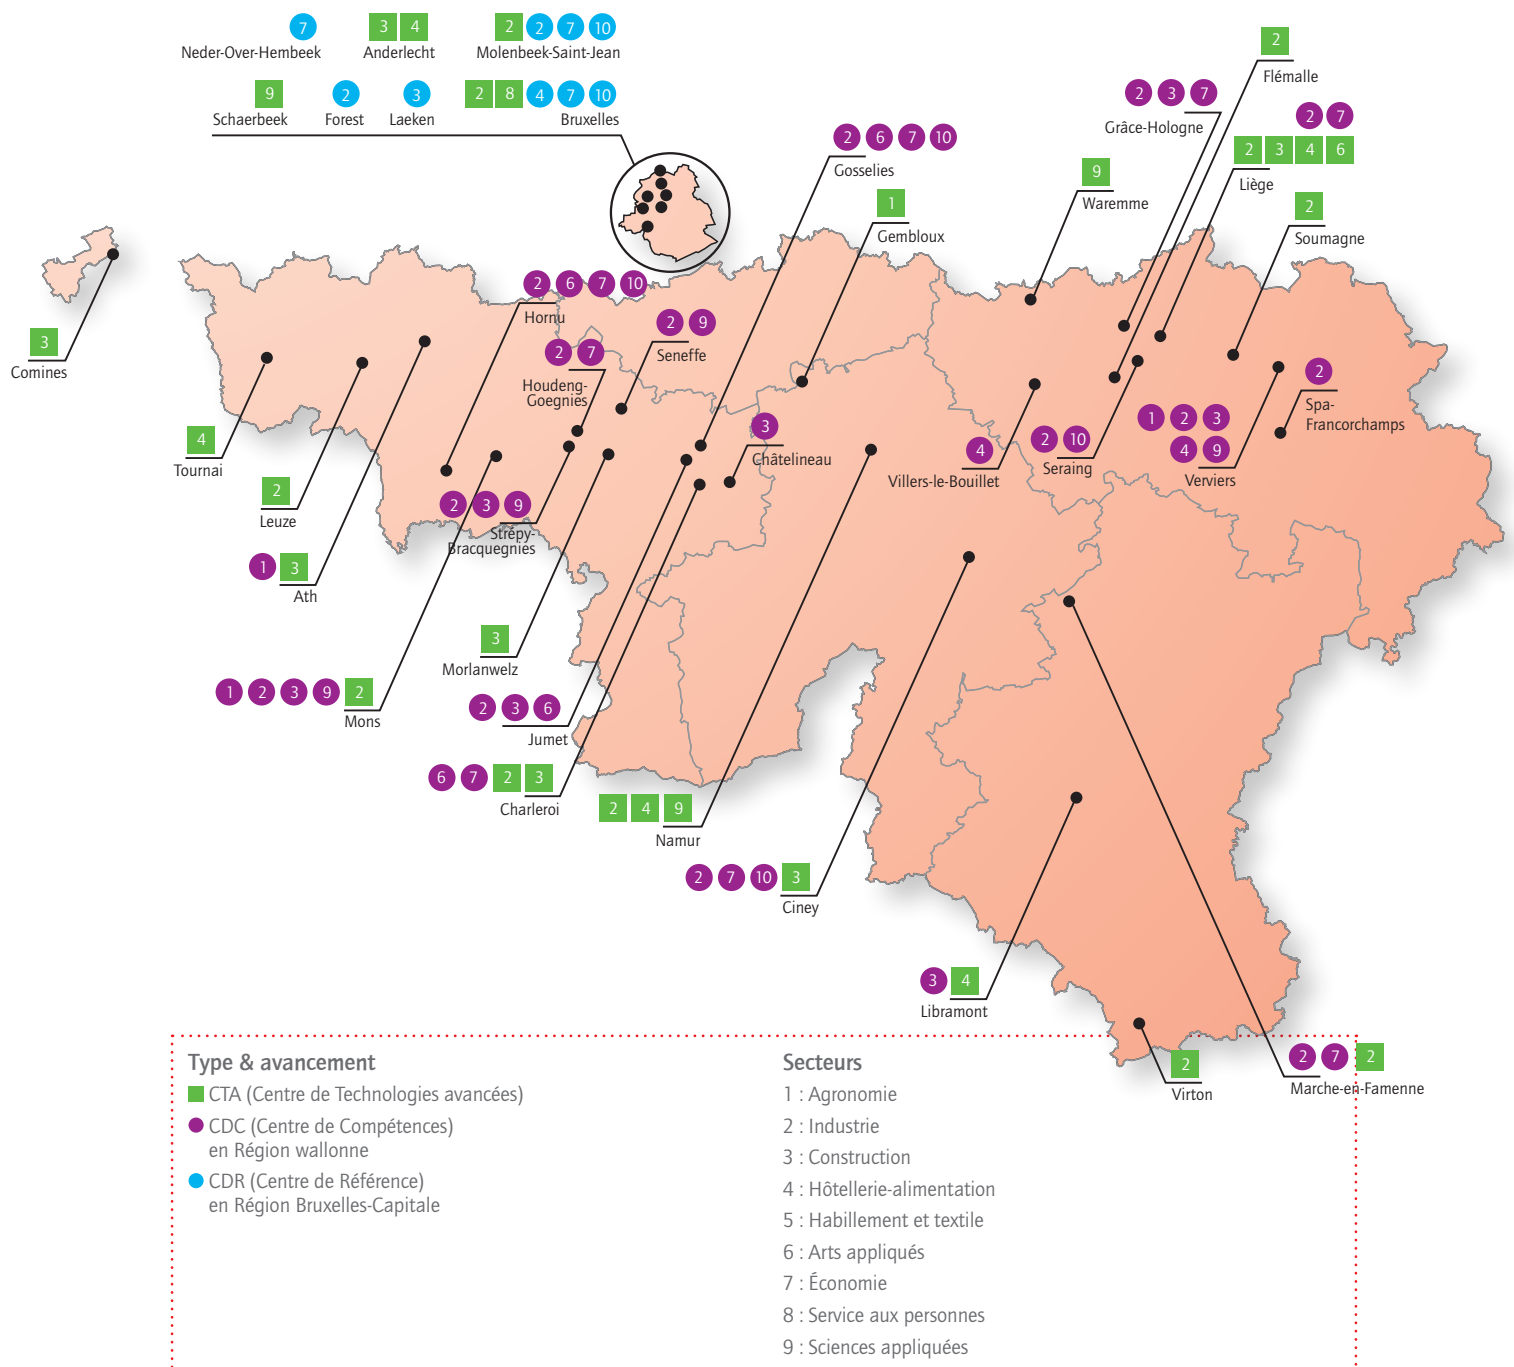 7
Neder-Over-Hembeek
3 4
Anderlecht
2 2 7 10
Molenbeek-Saint-Jean
9
Schaerbeek
2
Forest
3
Laeken
2 8 4 7 10
Bruxelles
2
Flémalle
2 3 7
Grâce-Hologne
2 7
2 3 4 6
Liège
2 6 7 10
Gosselies
9
Waremme
1
Gembloux
2
Soumagne
2 6 7 10
Hornu
2 9
Seneffe
2 7
Houdeng-
Goegnies
3
Comines
2
Spa-
Francorchamps
1 2 3
4 9
Verviers
3
Châtelineau
4
Tournai
4
Villers-le-Bouillet
2 10
Seraing
2
Leuze
2 3 9
Strépy-
Bracquegnies
1 3
Ath
3
Morlanwelz
1 2 3 9 2
Mons
2 3 6
Jumet
6 7 2 3
Charleroi
2 4 9
Namur
2 7 10 3
Ciney
3 4
Libramont
2
Virton
2 7 2
Marche-en-Famenne
Type & avancement
CTA (Centre de Technologies avancées)
CDC (Centre de Compétences)
en Région wallonne
CDR (Centre de Référence)
en Région Bruxelles-Capitale
Secteurs
1 : Agronomie
2 : Industrie
3 : Construction
4 : Hôtellerie-alimentation
5 : Habillement et textile
6 : Arts appliqués
7 : Économie
8 : Service aux personnes
9 : Sciences appliquées